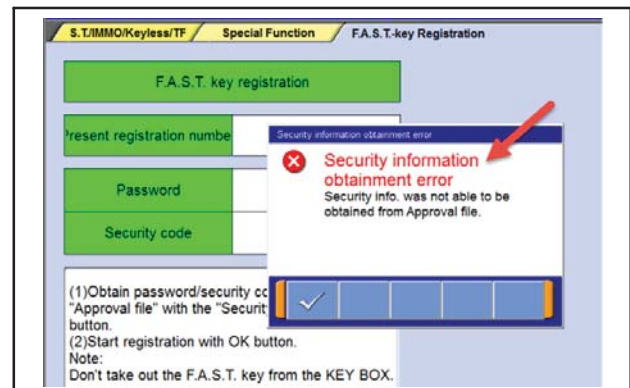 S.T./IMMO/Keyless/TF
Special Function
F.A.S.T.-key Registration
F.A.S.T. key registration
Present registration numbe
Security information obtainment error
Security information
obtainment error
Security info. was not able to be
obtained from Approval file.
Password
Security code
(1)Obtain password/security
"Approval file" with the
button.
(2)Start registration with OK button.
Note:
Don't take out the F.A.S.T. key from the KEY BOX.